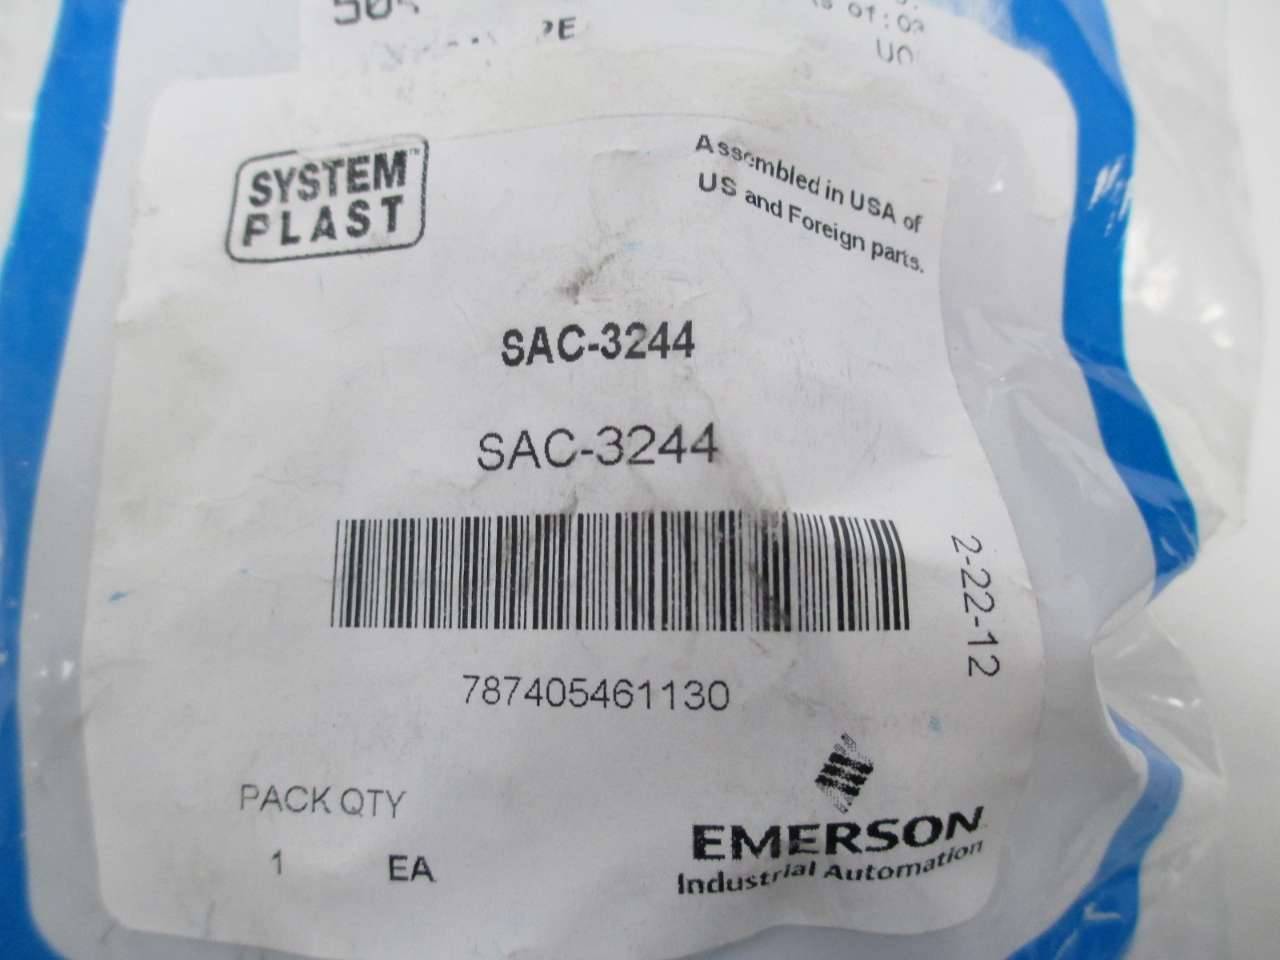 SYSTEM™
PLAST
Assembled in USA of
US and Foreign parts.
SAC-3244
SAC-3244
2-22-12
787405461130
PACK QTY
1 EA
EMERSON
Industrial Automation